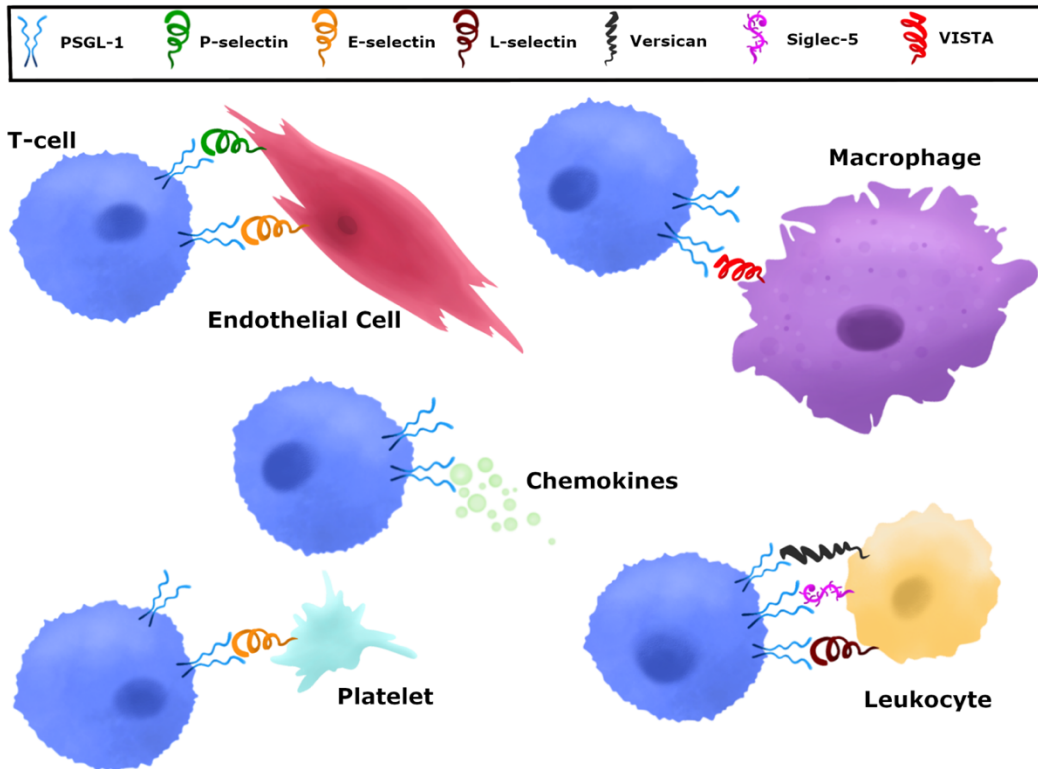 PSGL-1 P-selectin E-selectin L-selectin Versican Siglec-5 VISTA
T-cell
Macrophage
Endothelial Cell
Chemokines
Platelet
Leukocyte